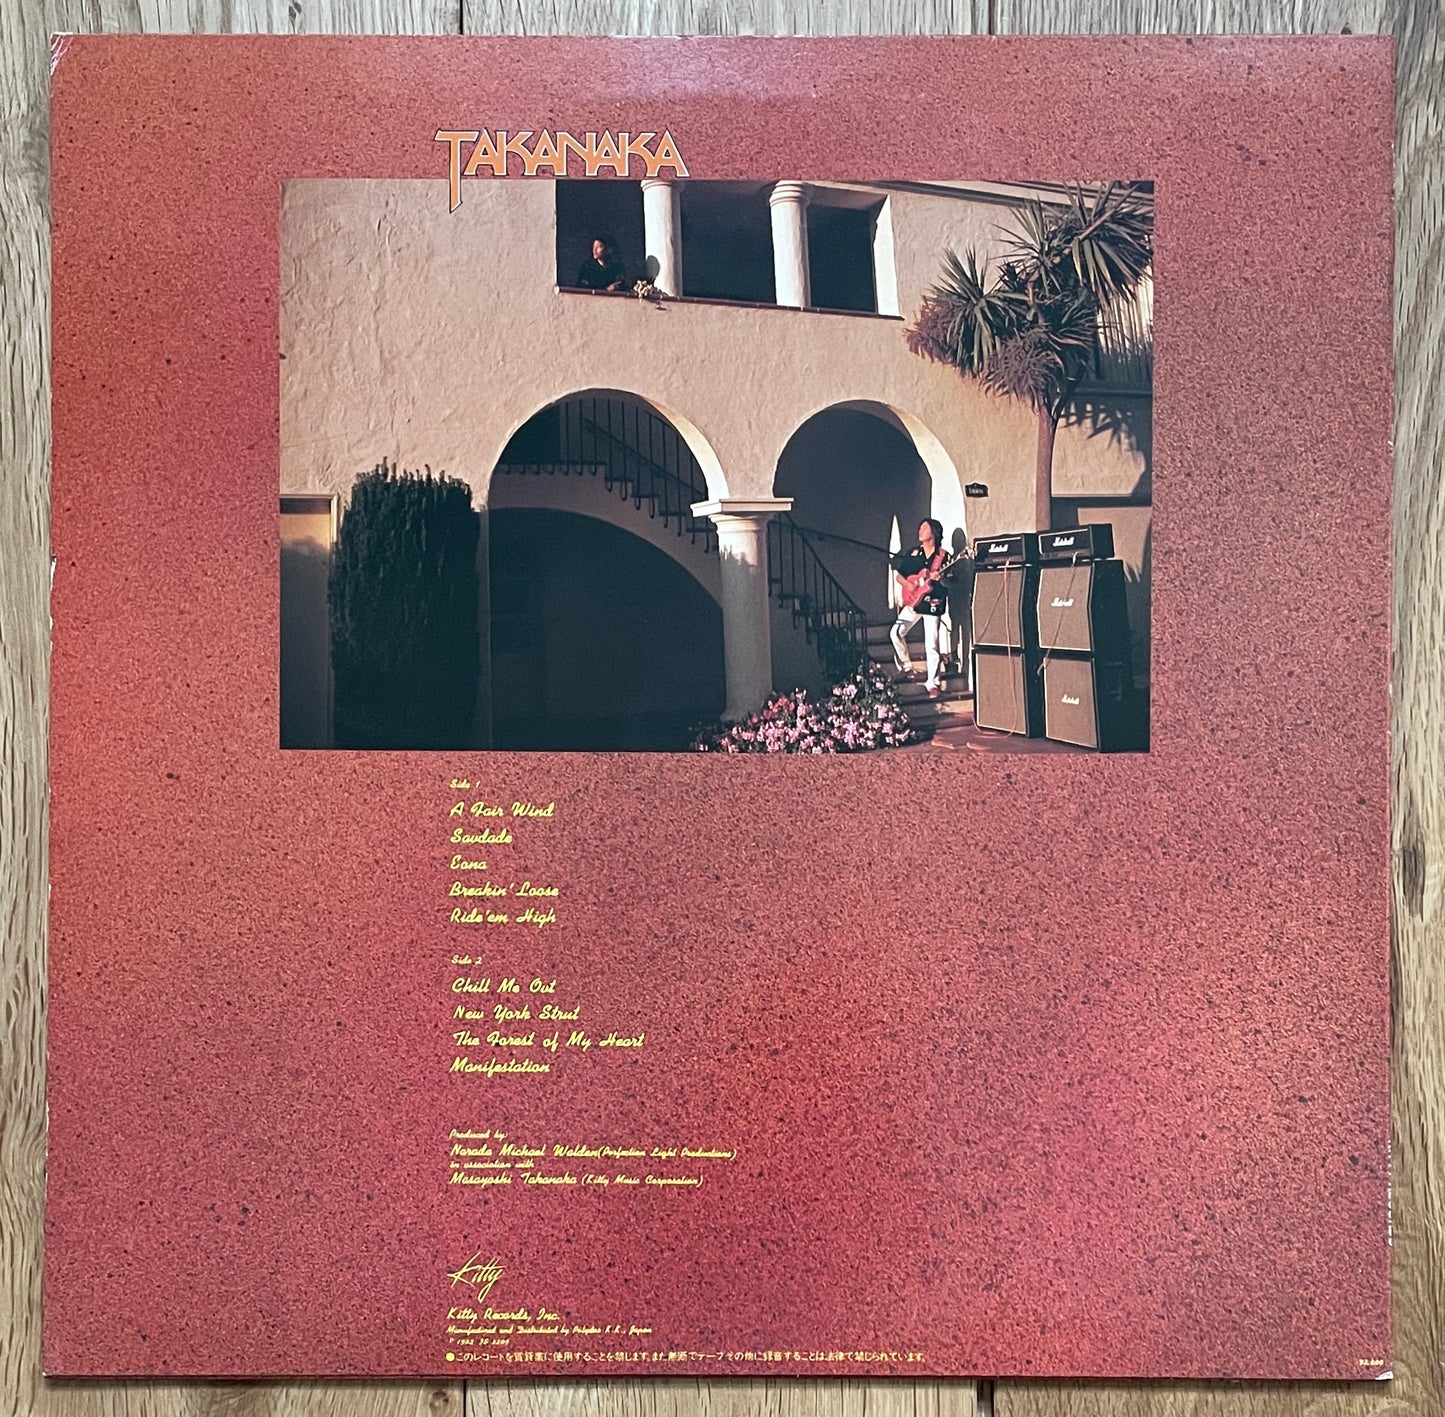 TAKANAKA
Marshall
Marshall
Marshall
Marshall
Side 1
A Fair Wind
Saudade
Eona
Breakin' Loose
Ride'em High
Side 2
Chill Me Out
New York Strut
The Forest of My Heart
Manifestation
Produced by:
Narada Michael Walden (Perfection Light Productions)
in association with
Masayoshi Takanaka (Kitty Music Corporation)
Kitty
Kitty Records, Inc.
Manufactured and Distributed by Polydor K.K., Japan
●このレコードを賃貸業に使用することを禁じます。また無断でテープその他に録音することは法律で禁じられています。